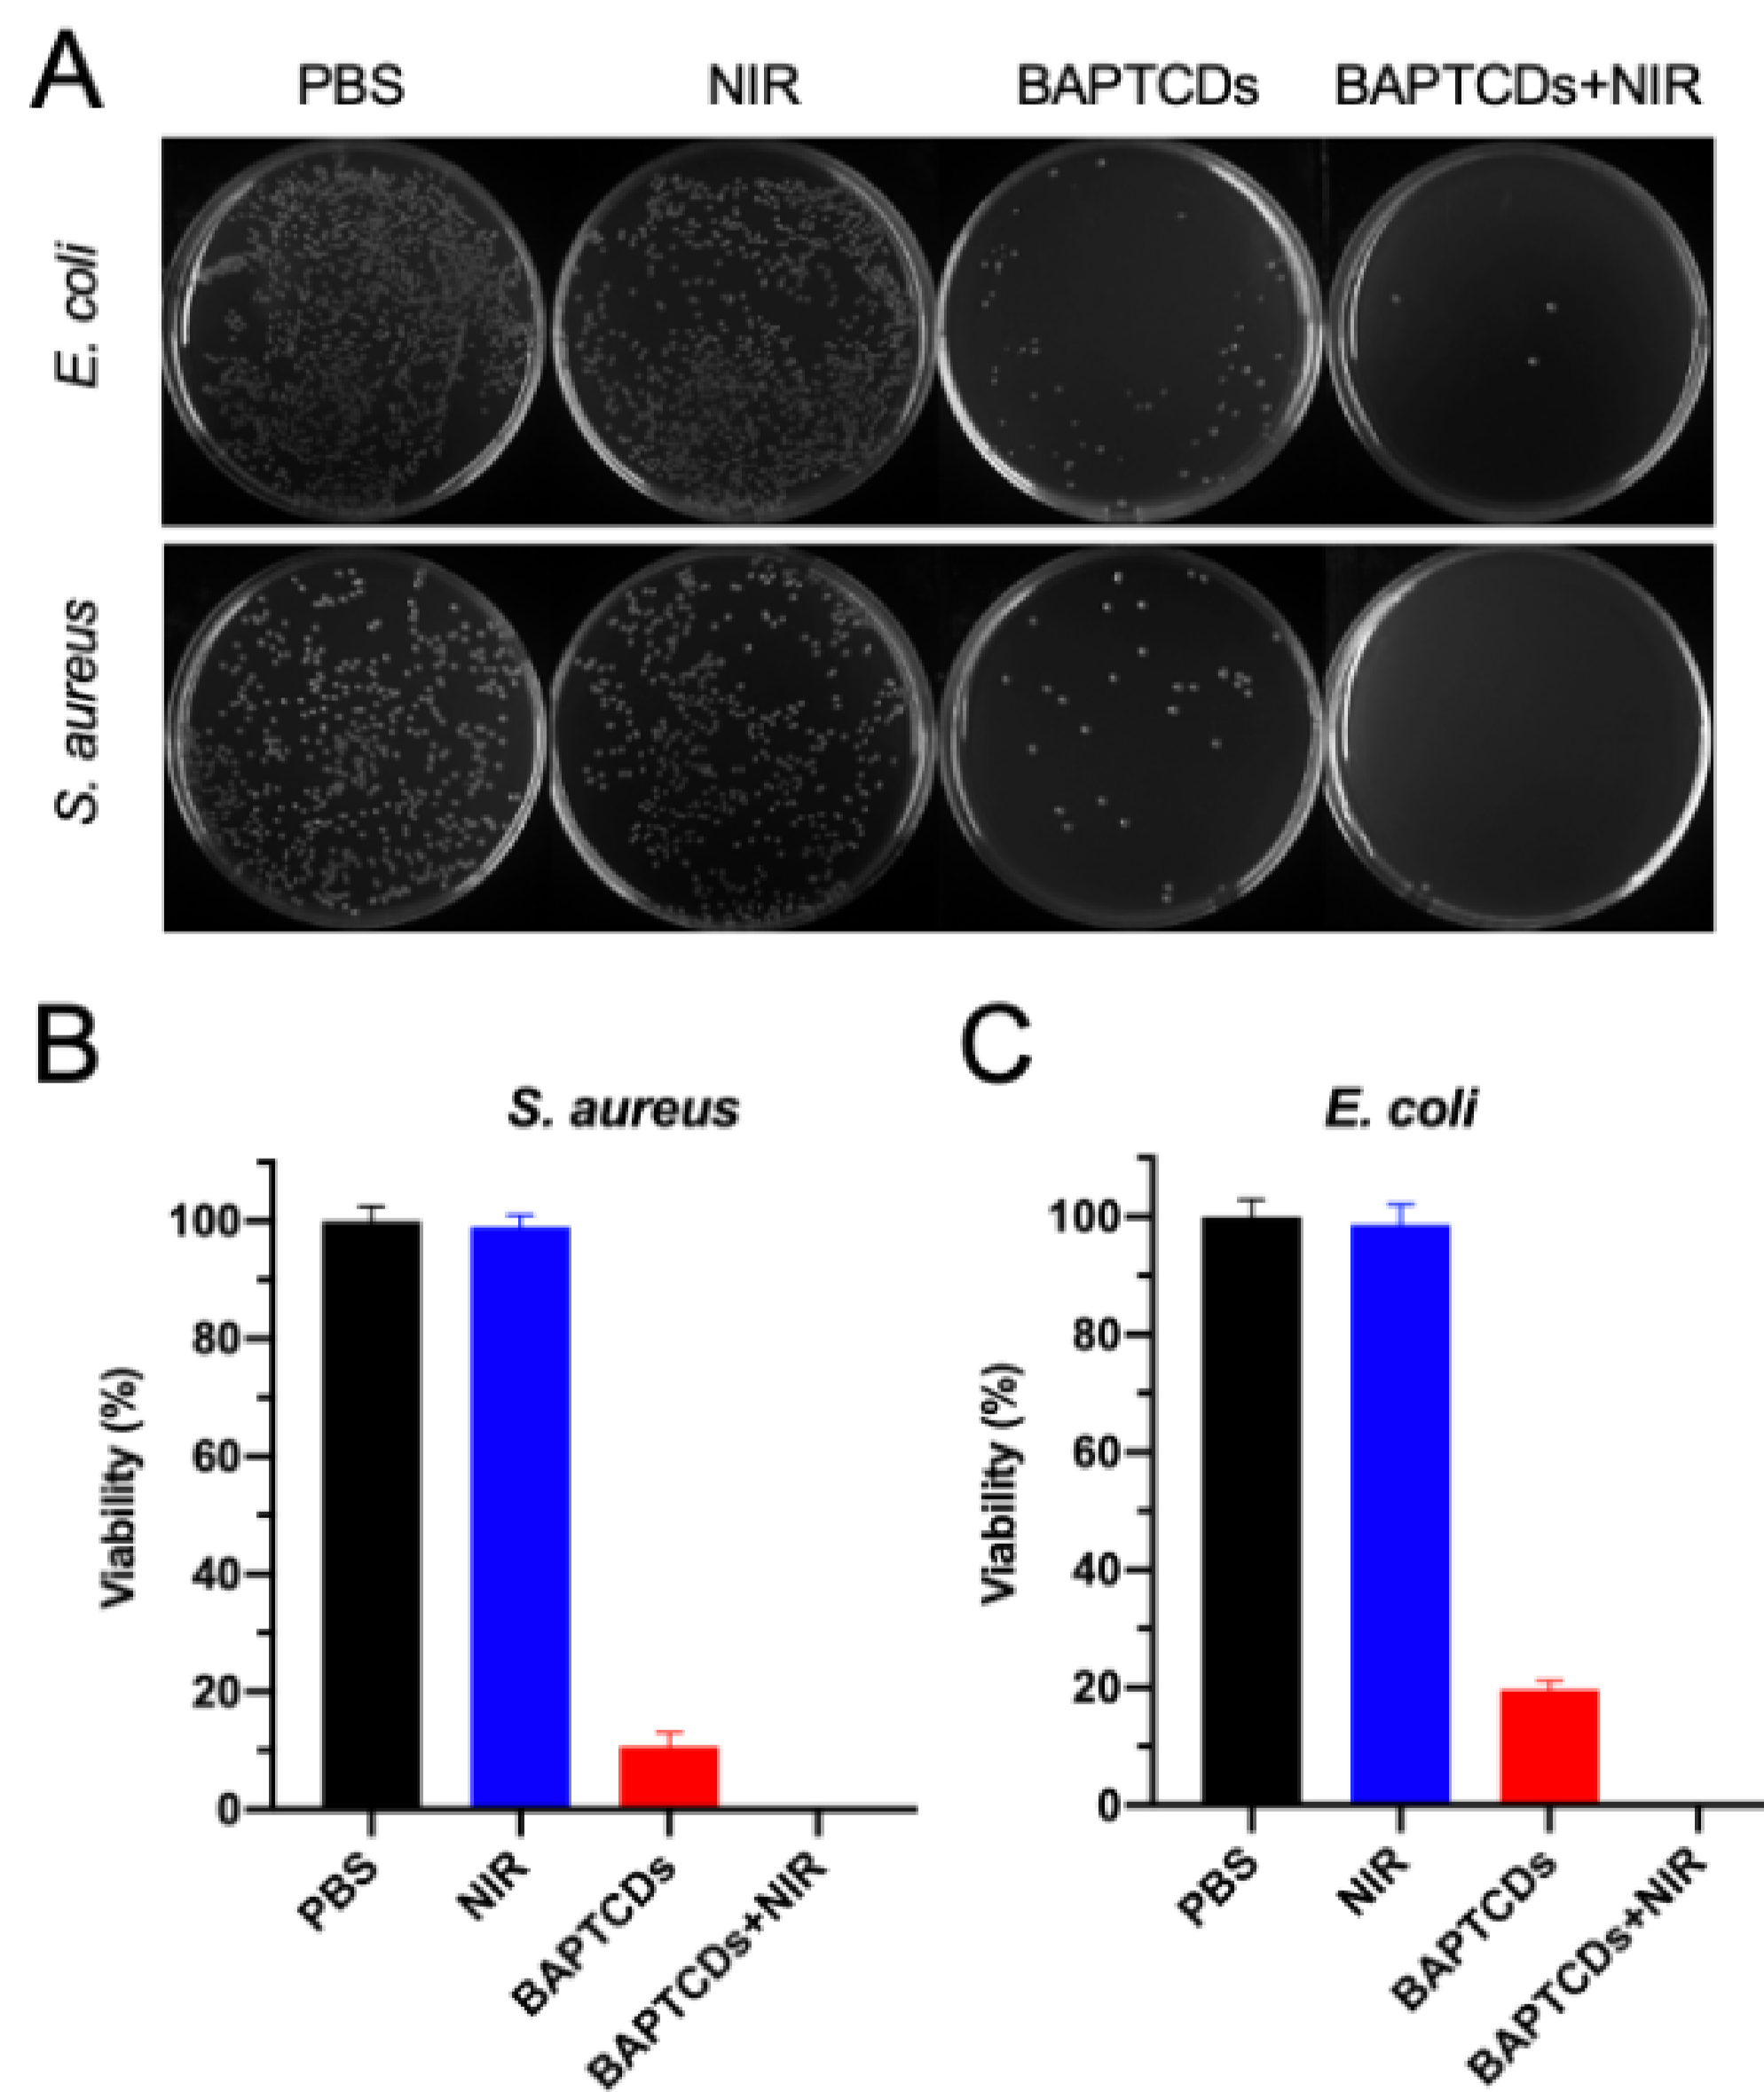 A
PBS NIR BAPTCDs BAPTCDs+NIR
E. coli
S. aureus
B
S. aureus
Viability (%)
100
80
60
40
20
0
PBS NIR BAPTCDs BAPTCDs+NIR
C
E. coli
Viability (%)
100
80
60
40
20
0
PBS NIR BAPTCDs BAPTCDs+NIR